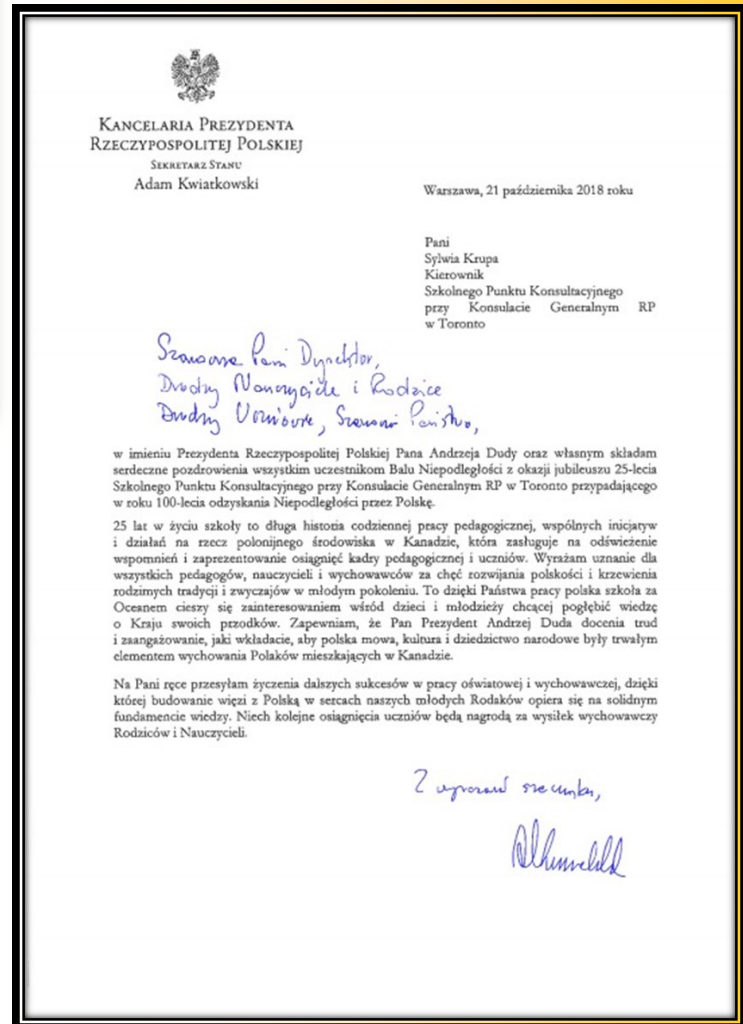 KANCELARIA PREZYDENTA
RZECZYPOSPOLITEJ POLSKIEJ
SEKRETARZ STANU
Adam Kwiatkowski
Warszawa, 21 października 2018 roku
Pani
Sylwia Krupa
Kierownik
Szkolnego Punktu Konsultacyjnego
przy Konsulacie Generalnym RP
w Toronto
Szanowna Pani Dyrektor,
Drodzy Nauczyciele i Rodzice
Drodzy Uczniowie, Szanowni Państwo,
w imieniu Prezydenta Rzeczypospolitej Polskiej Pana Andrzeja Dudy oraz własnym składam
serdeczne pozdrowienia wszystkim uczestnikom Balu Niepodległości z okazji jubileuszu 25-lecia
Szkolnego Punktu Konsultacyjnego przy Konsulacie Generalnym RP w Toronto przypadającego
w roku 100-lecia odzyskania Niepodległości przez Polskę.
25 lat w życiu szkoły to długa historia codziennej pracy pedagogicznej, wspólnych inicjatyw
i działań na rzecz polonijnego środowiska w Kanadzie, która zasługuje na odświeżenie
wspomnień i zaprezentowanie osiągnięć kadry pedagogicznej i uczniów. Wyrażam uznanie dla
wszystkich pedagogów, nauczycieli i wychowawców za chęć rozwijania polskości i krzewienia
rodzimych tradycji i zwyczajów w młodym pokoleniu. To dzięki Państwa pracy polska szkoła za
Oceanem cieszy się zainteresowaniem wśród dzieci i młodzieży chcącej pogłębić wiedzę
o Kraju swoich przodków. Zapewniam, że Pan Prezydent Andrzej Duda docenia trud
i zaangażowanie, jaki wkładacie, aby polska mowa, kultura i dziedzictwo narodowe były trwałym
elementem wychowania Polaków mieszkających w Kanadzie.
Na Pani ręce przesyłam życzenia dalszych sukcesów w pracy oświatowej i wychowawczej, dzięki
której budowanie więzi z Polską w sercach naszych młodych Rodaków opiera się na solidnym
fundamencie wiedzy. Niech kolejne osiągnięcia uczniów będą nagrodą za wysiłek wychowawczy
Rodziców i Nauczycieli.
Z wyrazami szacunku,